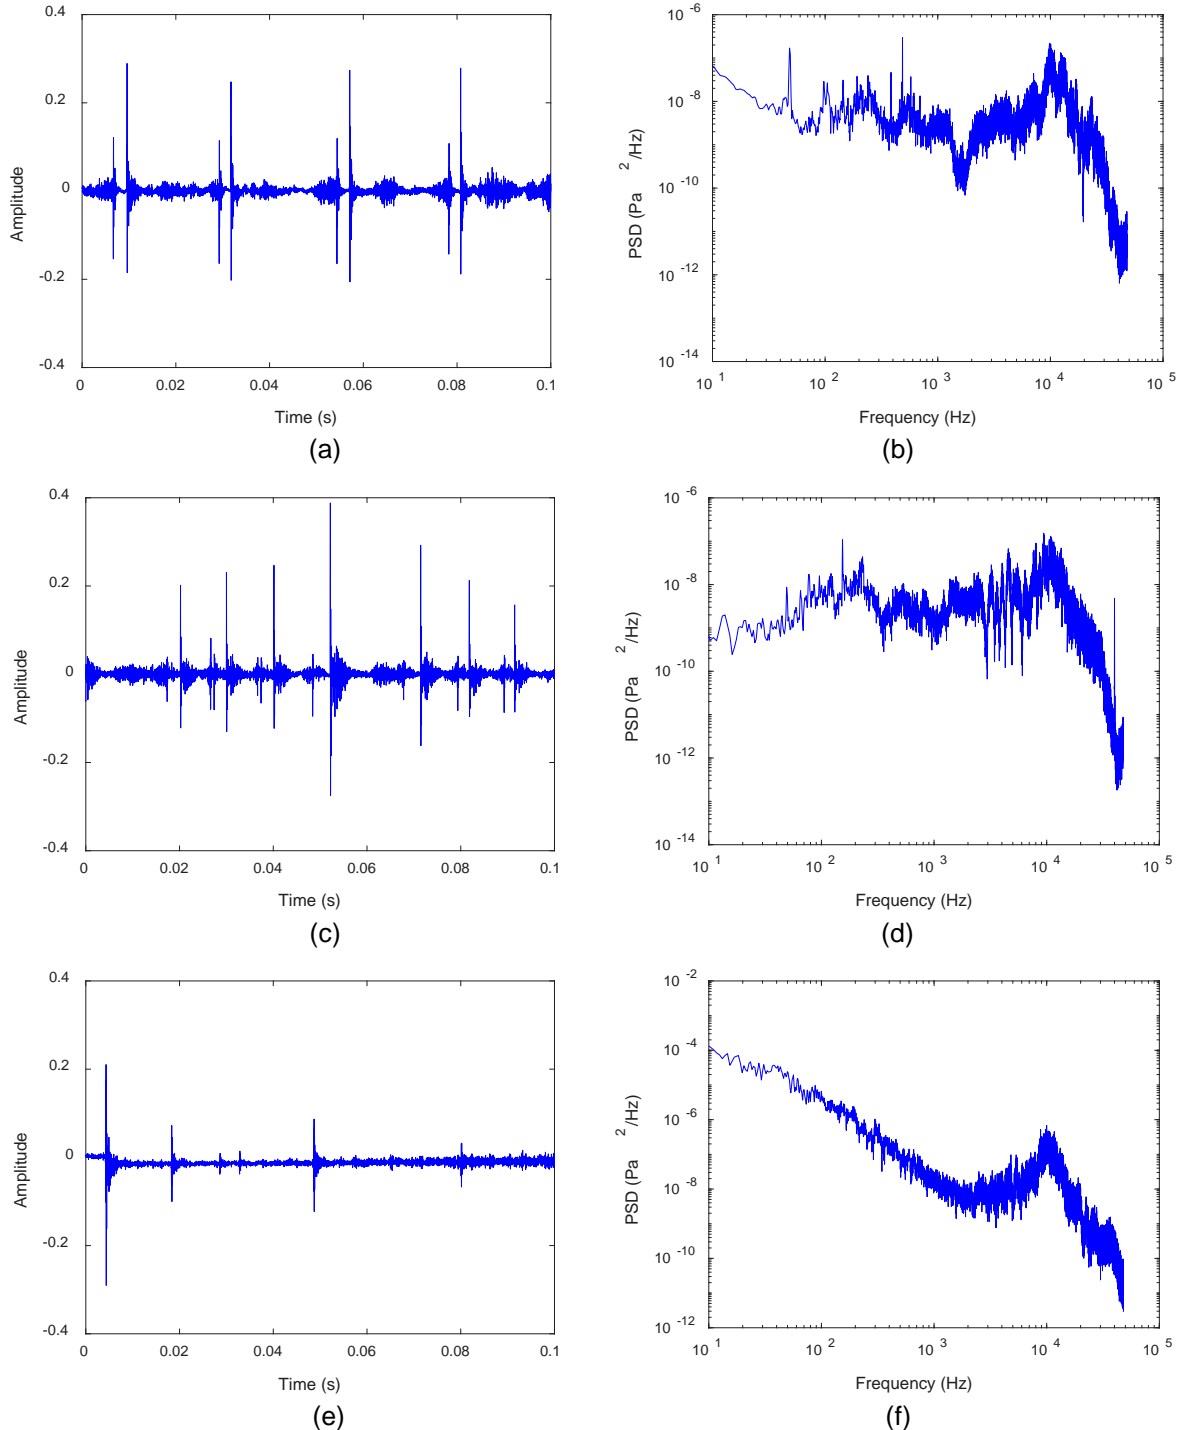 0.4
0.2
0
-0.2
-0.4
Amplitude
0 0.02 0.04 0.06 0.08 0.1
Time (s)
(a)
10 -6
10 -8
10 -10
10 -12
10 -14
PSD (Pa 2 /Hz)
10 1 10 2 10 3 10 4 10 5
Frequency (Hz)
(b)
0.4
0.2
0
-0.2
-0.4
Amplitude
0 0.02 0.04 0.06 0.08 0.1
Time (s)
(c)
10 -6
10 -8
10 -10
10 -12
10 -14
PSD (Pa 2 /Hz)
10 1 10 2 10 3 10 4 10 5
Frequency (Hz)
(d)
0.4
0.2
0
-0.2
-0.4
Amplitude
0 0.02 0.04 0.06 0.08 0.1
Time (s)
(e)
10 -2
10 -4
10 -6
10 -8
10 -10
10 -12
PSD (Pa 2 /Hz)
10 1 10 2 10 3 10 4 10 5
Frequency (Hz)
(f)